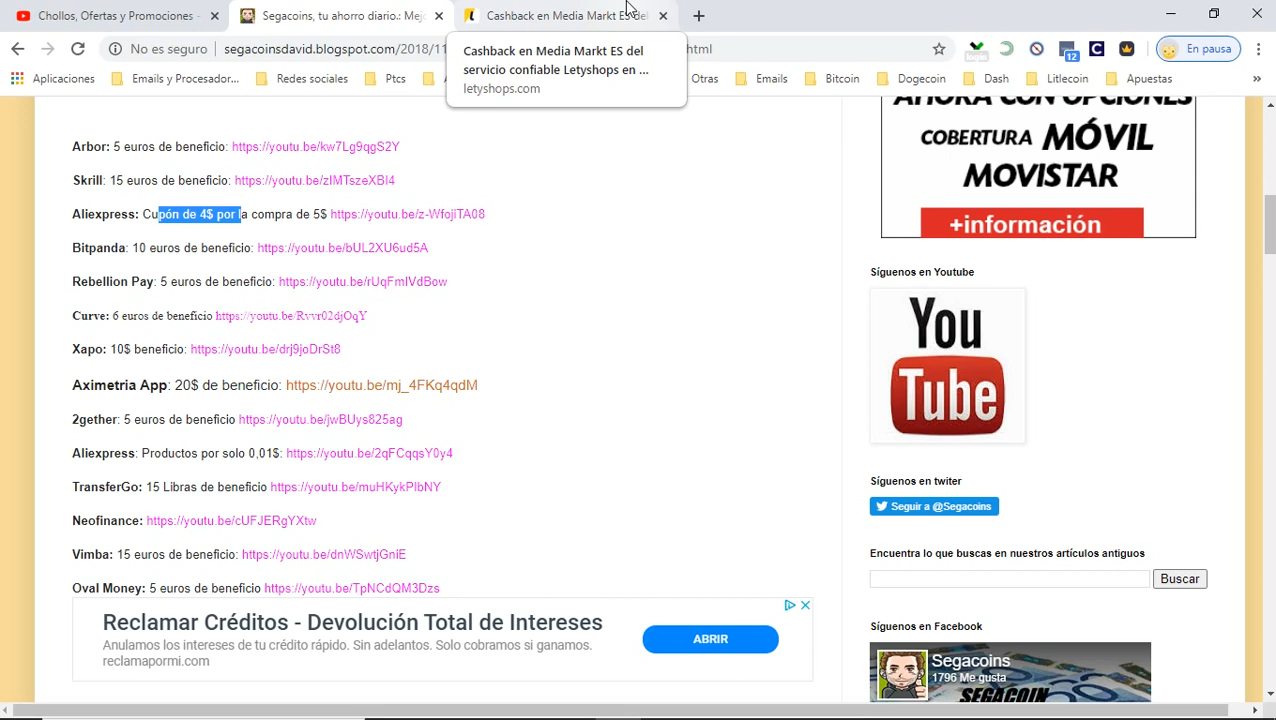 Chollos, Ofertas y Promociones -
Segacoins, tu ahorro diario.: Mejo
Cashback en Media Markt ES del
No es seguro
segacoinsdavid.blogspot.com/2018/11
html
En pausa
Cashback en Media Markt ES del
servicio confiable Letyshops en ...
letyshops.com
Aplicaciones
Emails y Procesador...
Redes sociales
Ptcs
Otras
Emails
Bitcoin
Dash
Litlecoin
Apuestas
»
12
AHORA CON OPCIONES
COBERTURA MÓVIL
MOVISTAR
+información
Arbor: 5 euros de beneficio: https://youtu.be/kw7Lg9qgS2Y
Skrill: 15 euros de beneficio: https://youtu.be/zIMTszeXBI4
Aliexpress: Cupón de 4$ por la compra de 5$ https://youtu.be/z-WfojITA08
Bitpanda: 10 euros de beneficio: https://youtu.be/bUL2XU6ud5A
Rebellion Pay: 5 euros de beneficio: https://youtu.be/rUqFmIVdBow
Curve: 6 euros de beneficio https://youtu.be/Rvvr02djOqY
Xapo: 10$ beneficio: https://youtu.be/drj9joDrSt8
Aximetria App: 20$ de beneficio: https://youtu.be/mj_4FKq4qdM
2gether: 5 euros de beneficio https://youtu.be/jwBUys825ag
Aliexpress: Productos por solo 0,01$: https://youtu.be/2qFCqqsY0y4
TransferGo: 15 Libras de beneficio https://youtu.be/muHKykPIbNY
Neofinance: https://youtu.be/cUFJERgYXtw
Vimba: 15 euros de beneficio: https://youtu.be/dnWSwtjGniE
Oval Money: 5 euros de beneficio https://youtu.be/TpNCdQM3Dzs
Reclamar Créditos - Devolución Total de Intereses
Anulamos los intereses de tu crédito rápido. Sin adelantos. Solo cobramos si ganamos.
reclamapormi.com
ABRIR
Síguenos en Youtube
You
Tube
Síguenos en twiter
Seguir a @Segacoins
Encuentra lo que buscas en nuestros artículos antiguos
Buscar
Síguenos en Facebook
Segacoins
1796 Me gusta
SEGACOIN